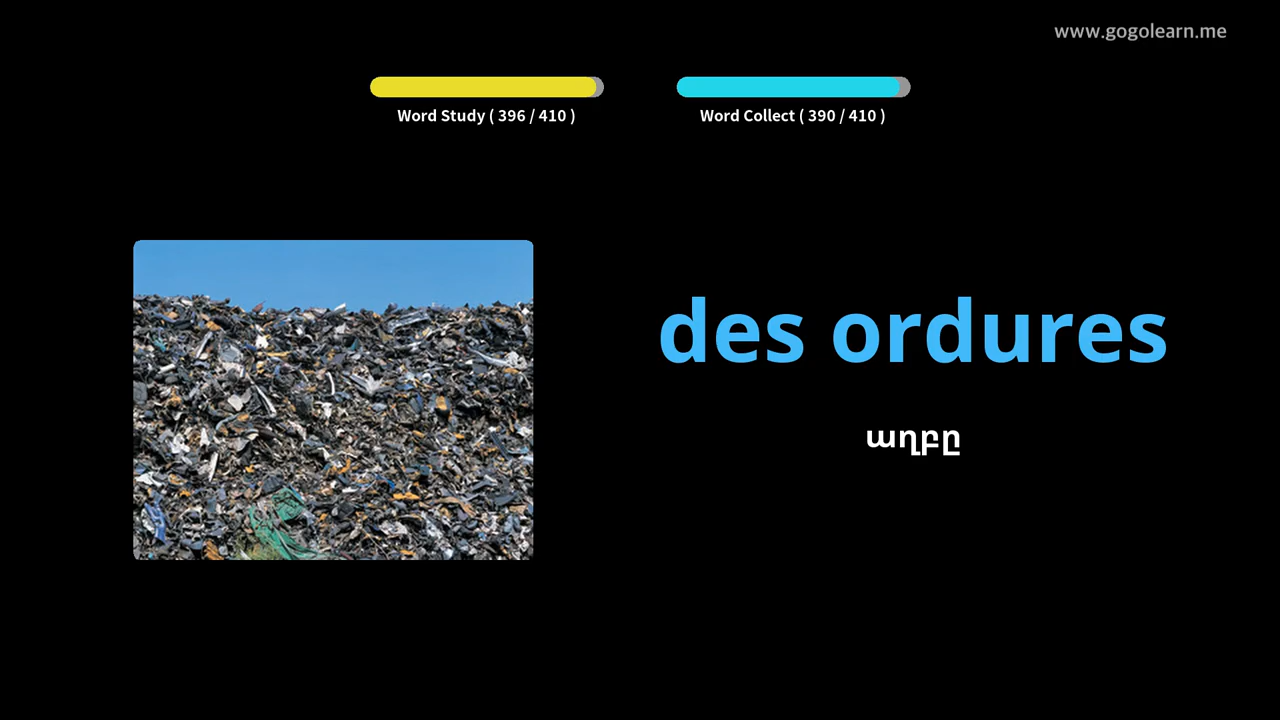 www.gogolearn.me
Word Study ( 396 / 410 )
Word Collect ( 390 / 410 )
des ordures
աղբը